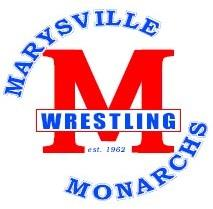 MARYSVILLE
M
WRESTLING
est. 1962
MONARCHS